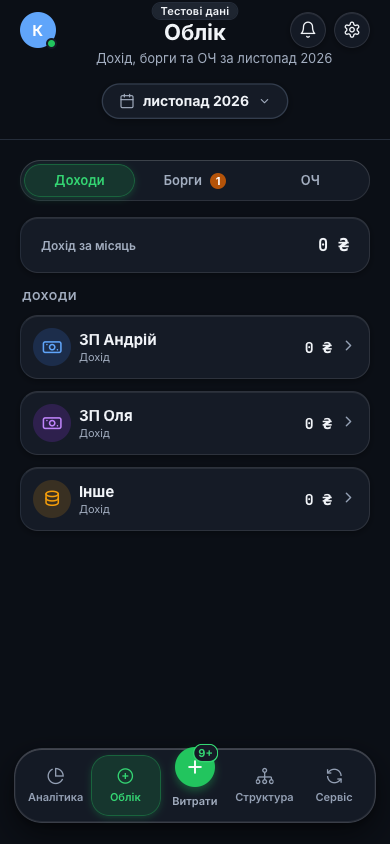 Тестові дані
К
Облік
Дохід, борги та ОЧ за листопад 2026
листопад 2026
Доходи
Борги 1
ОЧ
Дохід за місяць
0 ₴
ДОХОДИ
ЗП Андрій
Дохід
0 ₴
ЗП Оля
Дохід
0 ₴
Інше
Дохід
0 ₴
9+
Аналітика
Облік
Витрати
Структура
Сервіс